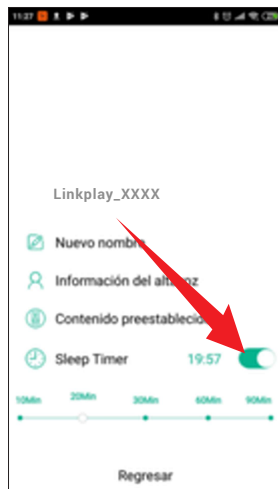 11:27
Linkplay_XXXX
Nuevo nombre
Información del altavoz
Contenido preestablecido
Sleep Timer 19:57
10Min 20Min 30Min 60Min 90Min
Regresar